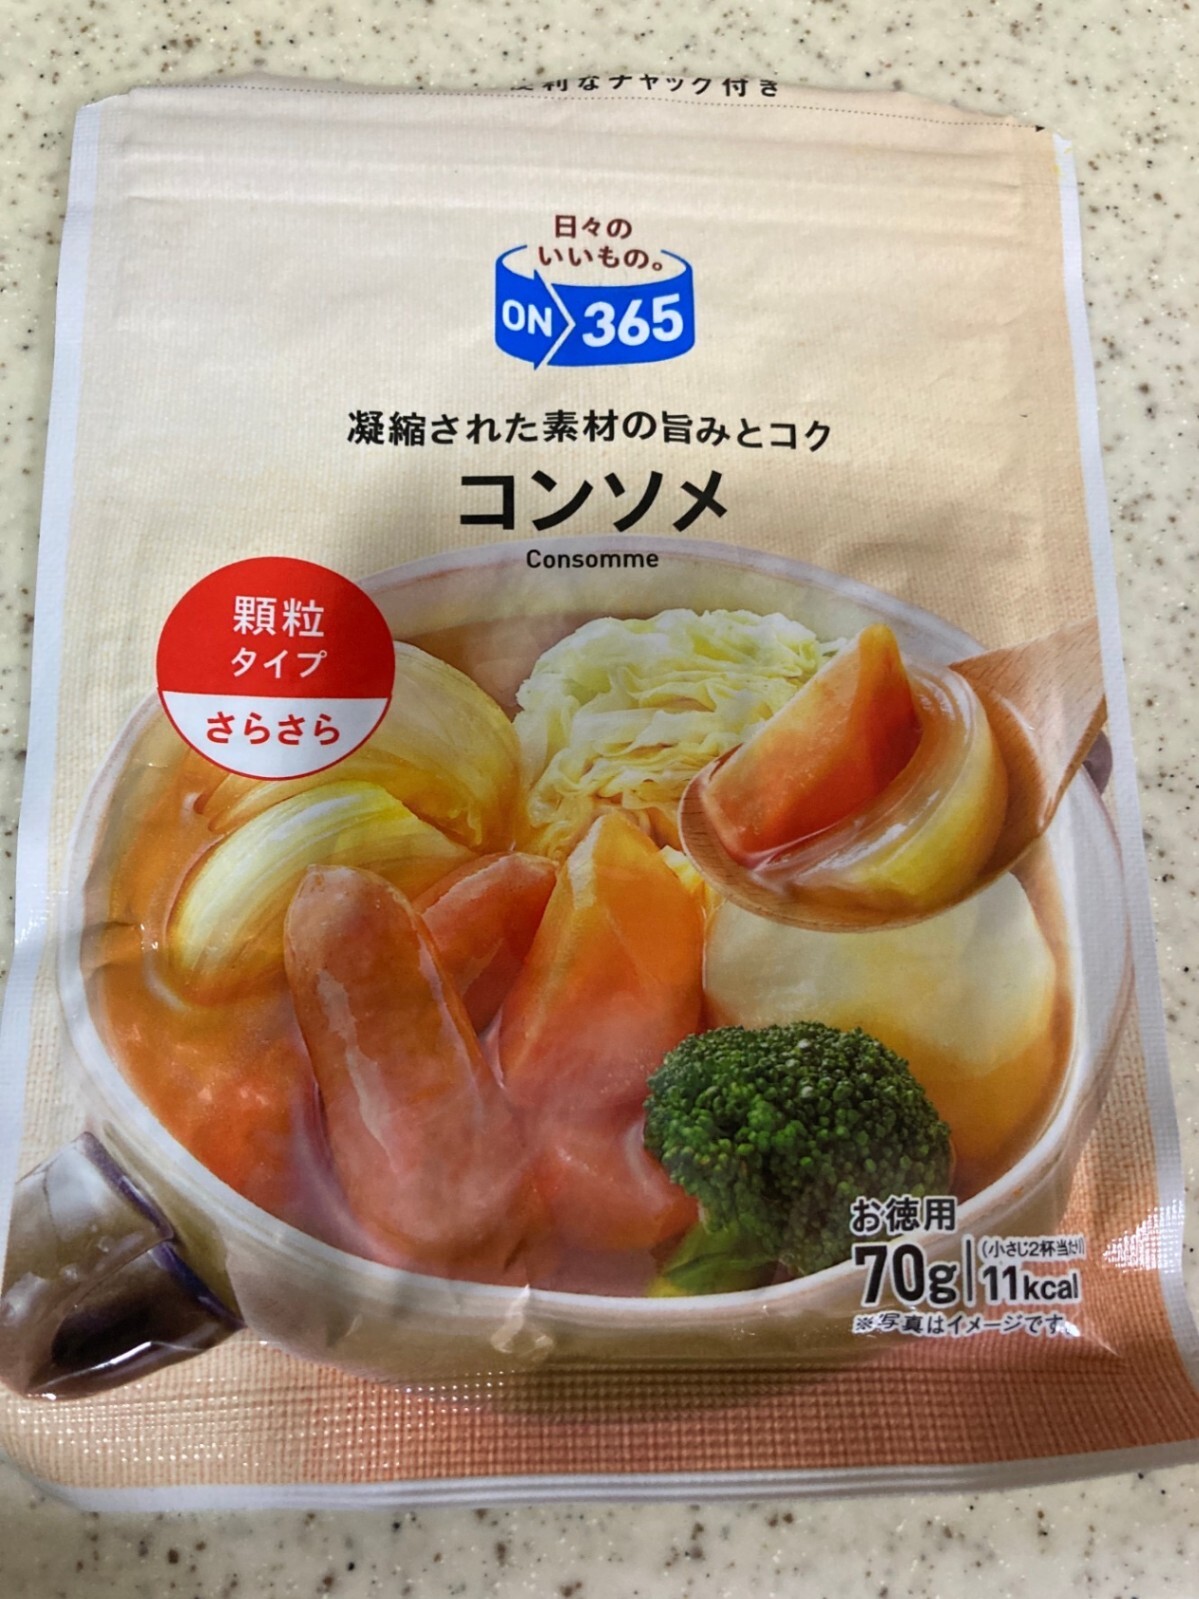 利なチャック付き
日々の
いいもの。
ON 365
凝縮された素材の旨みとコク
コンソメ
Consomme
顆粒
タイプ
さらさら
お徳用
70g
(小さじ2杯当たり)
11kcal
※写真はイメージです。